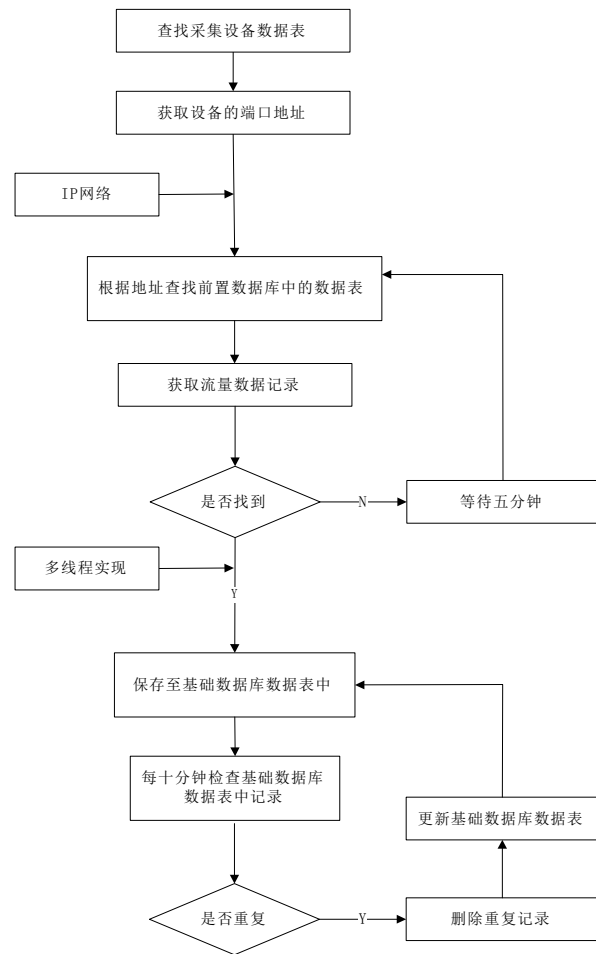 查找采集设备数据表
获取设备的端口地址
IP网络
根据地址查找前置数据库中的数据表
获取流量数据记录
是否找到
N
等待五分钟
多线程实现
Y
保存至基础数据库数据表中
每十分钟检查基础数据库
数据表中记录
更新基础数据库数据表
是否重复
Y
删除重复记录